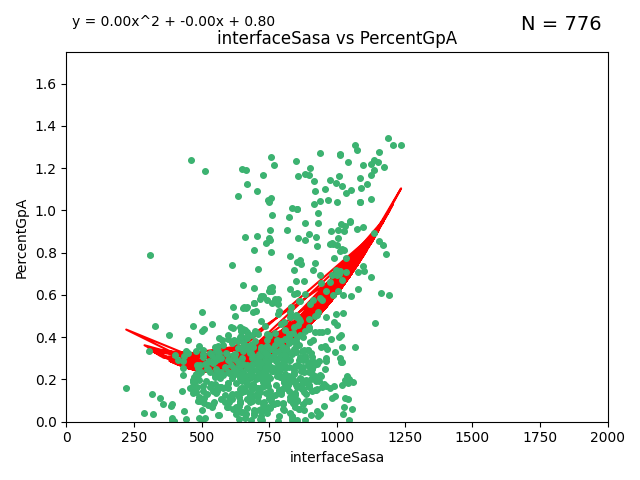 y = 0.00x^2 + -0.00x + 0.80
N = 776
interfaceSasa vs PercentGpA
PercentGpA
1.6
1.4
1.2
1.0
0.8
0.6
0.4
0.2
0.0
0 250 500 750 1000 1250 1500 1750 2000
interfaceSasa